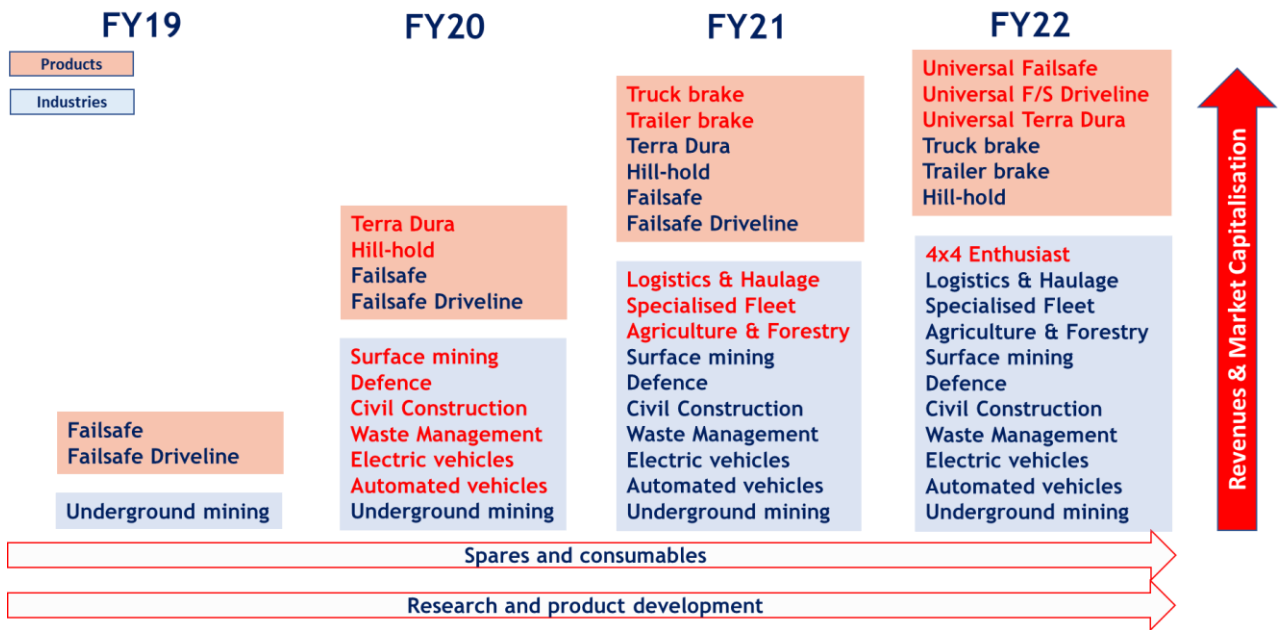 FY19
FY20
FY21
FY22
Products
Industries
Failsafe
Failsafe Driveline
Underground mining
Terra Dura
Hill-hold
Failsafe
Failsafe Driveline
Surface mining
Defence
Civil Construction
Waste Management
Electric vehicles
Automated vehicles
Underground mining
Truck brake
Trailer brake
Terra Dura
Hill-hold
Failsafe
Failsafe Driveline
Logistics & Haulage
Specialised Fleet
Agriculture & Forestry
Surface mining
Defence
Civil Construction
Waste Management
Electric vehicles
Automated vehicles
Underground mining
Universal Failsafe
Universal F/S Driveline
Universal Terra Dura
Truck brake
Trailer brake
Hill-hold
4x4 Enthusiast
Logistics & Haulage
Specialised Fleet
Agriculture & Forestry
Surface mining
Defence
Civil Construction
Waste Management
Electric vehicles
Automated vehicles
Underground mining
Revenues & Market Capitalisation
Spares and consumables
Research and product development